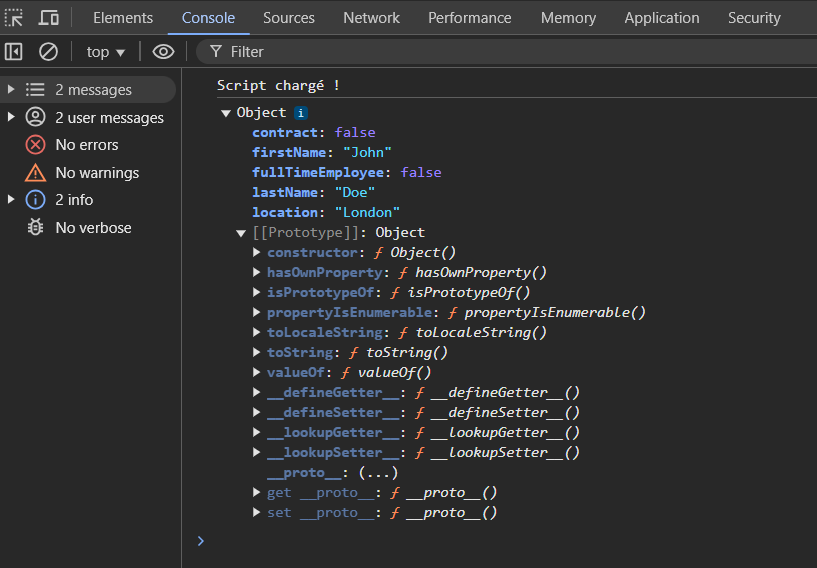 Elements Console Sources Network Performance Memory Application Security
top Filter
2 messages
2 user messages
No errors
No warnings
2 info
No verbose
Script chargé !
Object i
contract: false
firstName: "John"
fullTimeEmployee: false
lastName: "Doe"
location: "London"
[[Prototype]]: Object
constructor: ƒ Object()
hasOwnProperty: ƒ hasOwnProperty()
isPrototypeOf: ƒ isPrototypeOf()
propertyIsEnumerable: ƒ propertyIsEnumerable()
toLocaleString: ƒ toLocaleString()
toString: ƒ toString()
valueOf: ƒ valueOf()
__defineGetter__: ƒ __defineGetter__()
__defineSetter__: ƒ __defineSetter__()
__lookupGetter__: ƒ __lookupGetter__()
__lookupSetter__: ƒ __lookupSetter__()
__proto__: (...)
get __proto__: ƒ __proto__()
set __proto__: ƒ __proto__()